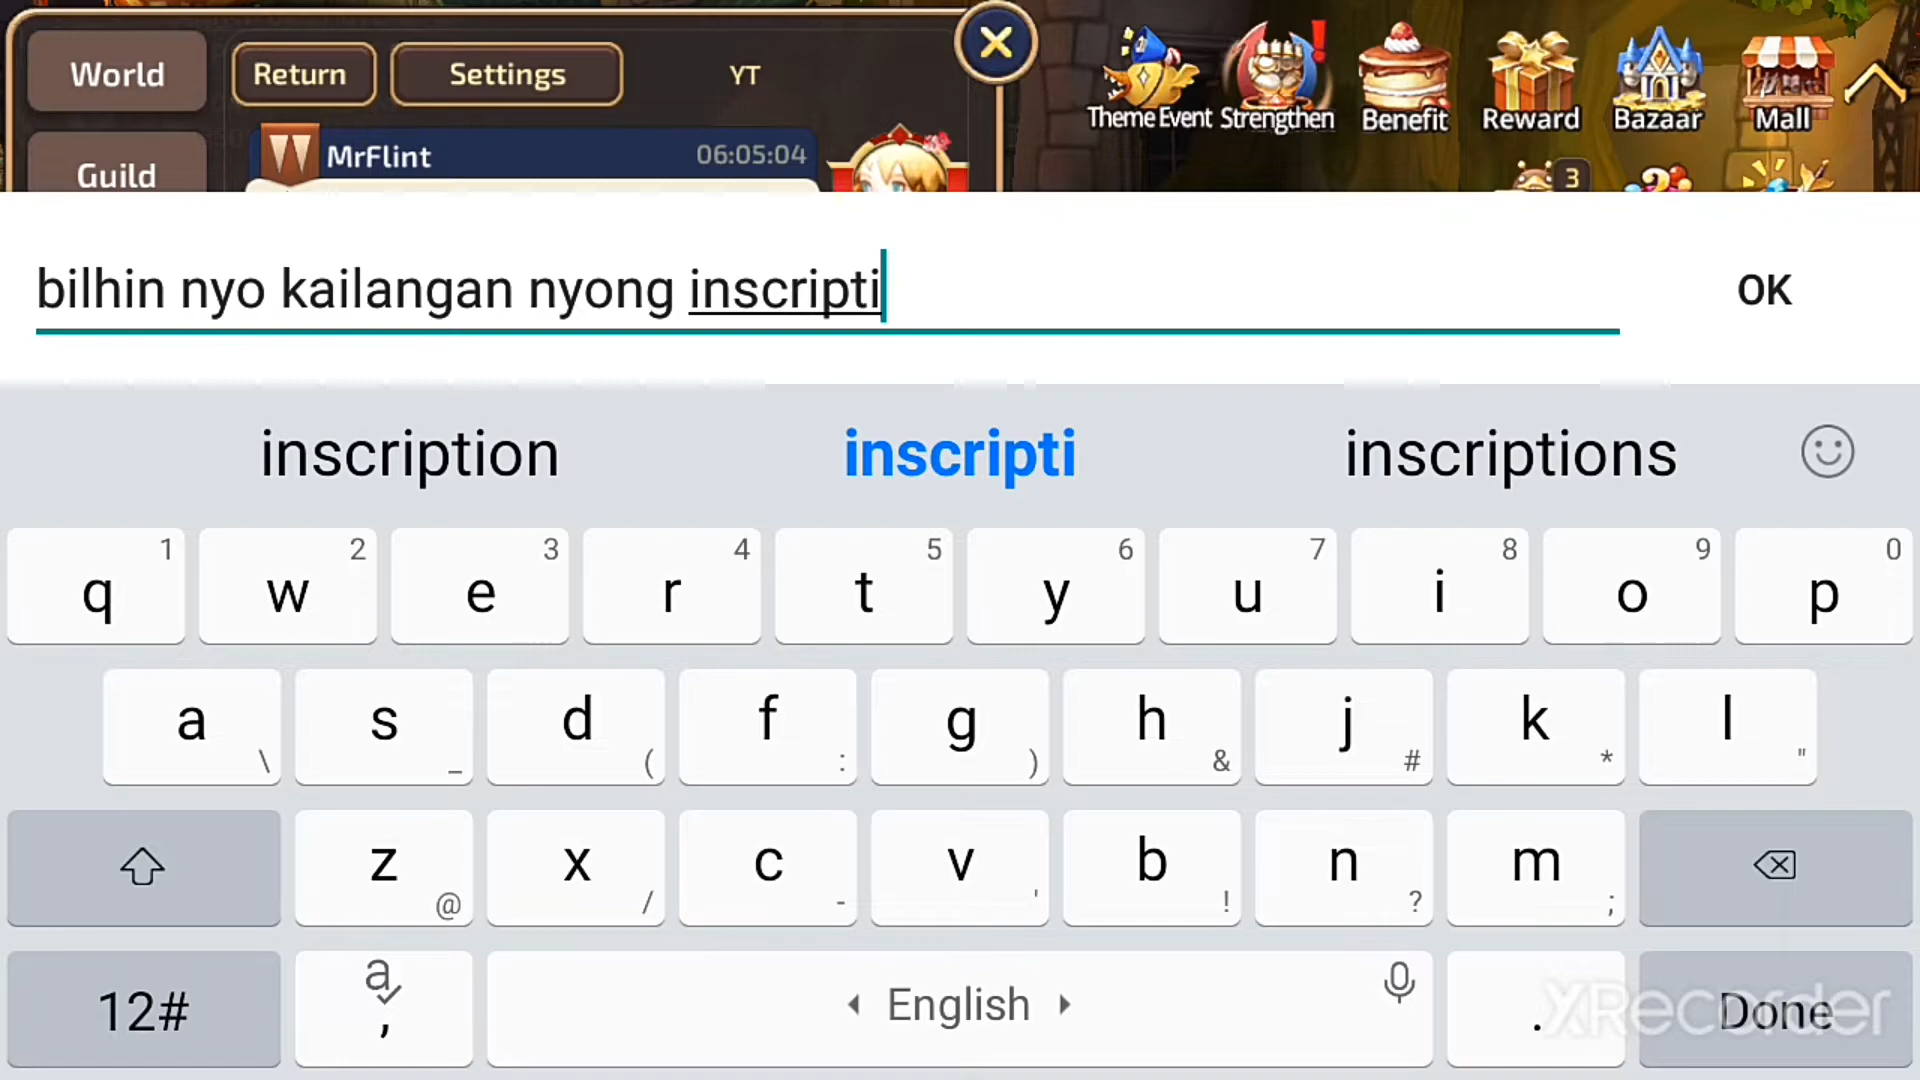 World
Return
Settings
YT
Theme Event
Strengthen
Benefit
Reward
Bazaar
Mall
Guild
MrFlint
06:05:04
3
bilhin nyo kailangan nyong inscripti
OK
inscription
inscripti
inscriptions
1 2 3 4 5 6 7 8 9 0
q w e r t y u i o p
a s d f g h j k l
\ _ ( : ) & # * "
z x c v b n m
@ / - ' ! ? ;
12#
a
,
English
.
Done
XRecorder